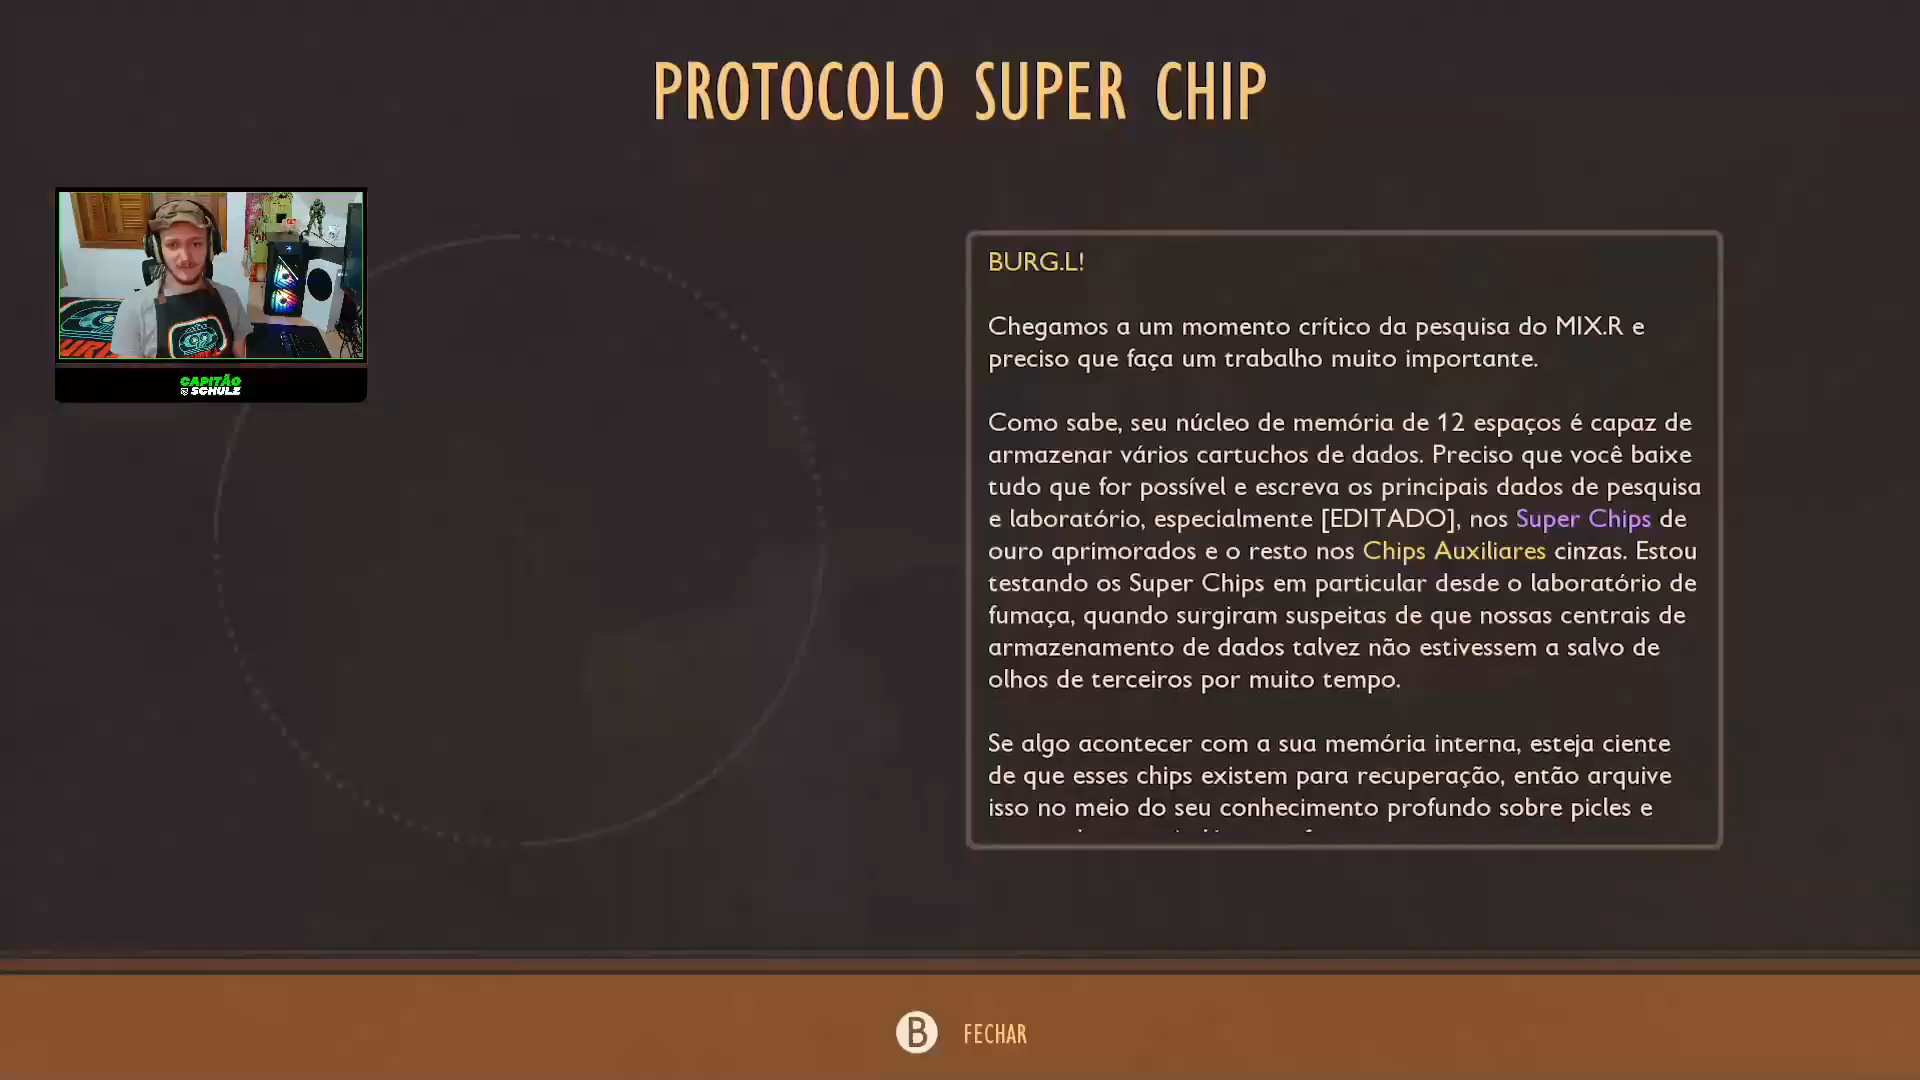 PROTOCOLO SUPER CHIP
CAPITÃO
SCHULZ
BURG.L!
Chegamos a um momento crítico da pesquisa do MIX.R e
preciso que faça um trabalho muito importante.
Como sabe, seu núcleo de memória de 12 espaços é capaz de
armazenar vários cartuchos de dados. Preciso que você baixe
tudo que for possível e escreva os principais dados de pesquisa
e laboratório, especialmente [EDITADO], nos Super Chips de
ouro aprimorados e o resto nos Chips Auxiliares cinzas. Estou
testando os Super Chips em particular desde o laboratório de
fumaça, quando surgiram suspeitas de que nossas centrais de
armazenamento de dados talvez não estivessem a salvo de
olhos de terceiros por muito tempo.
Se algo acontecer com a sua memória interna, esteja ciente
de que esses chips existem para recuperação, então arquive
isso no meio do seu conhecimento profundo sobre picles e
B FECHAR